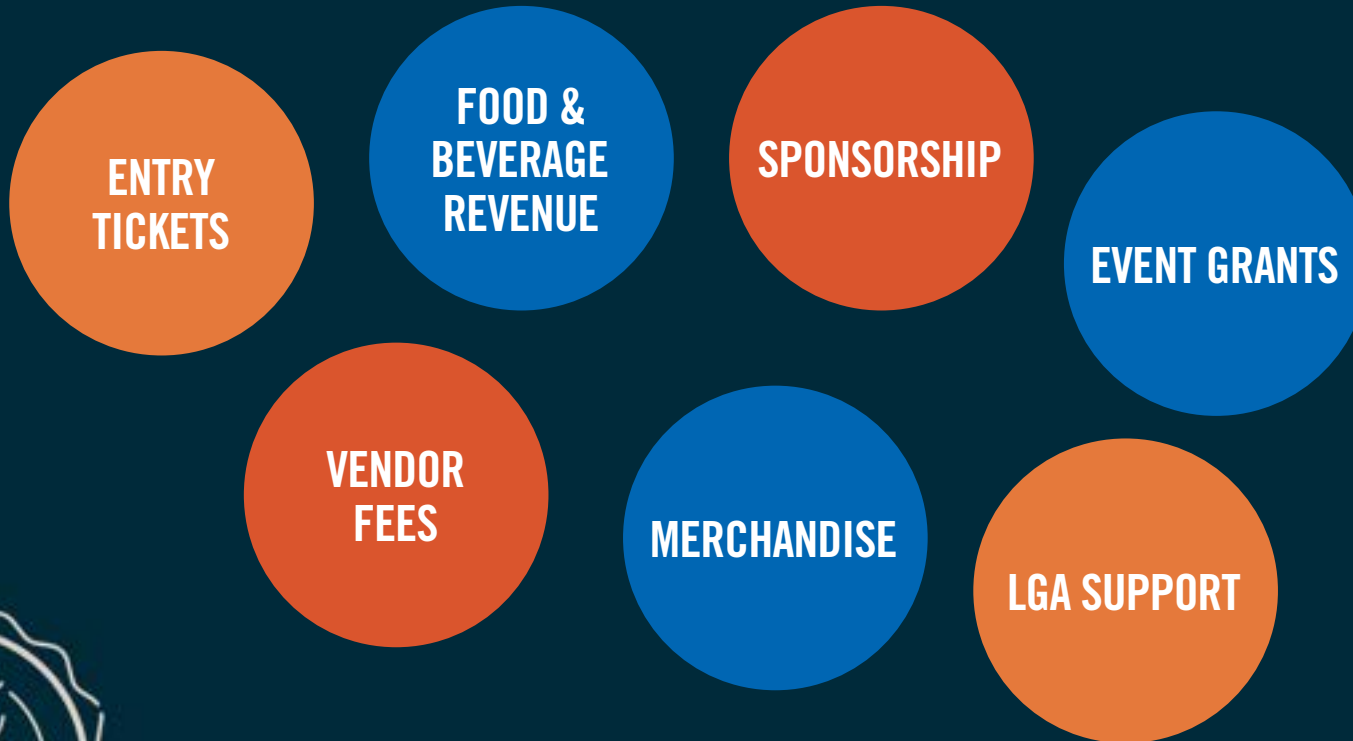 ENTRY
TICKETS
FOOD &
BEVERAGE
REVENUE
SPONSORSHIP
EVENT GRANTS
VENDOR
FEES
MERCHANDISE
LGA SUPPORT